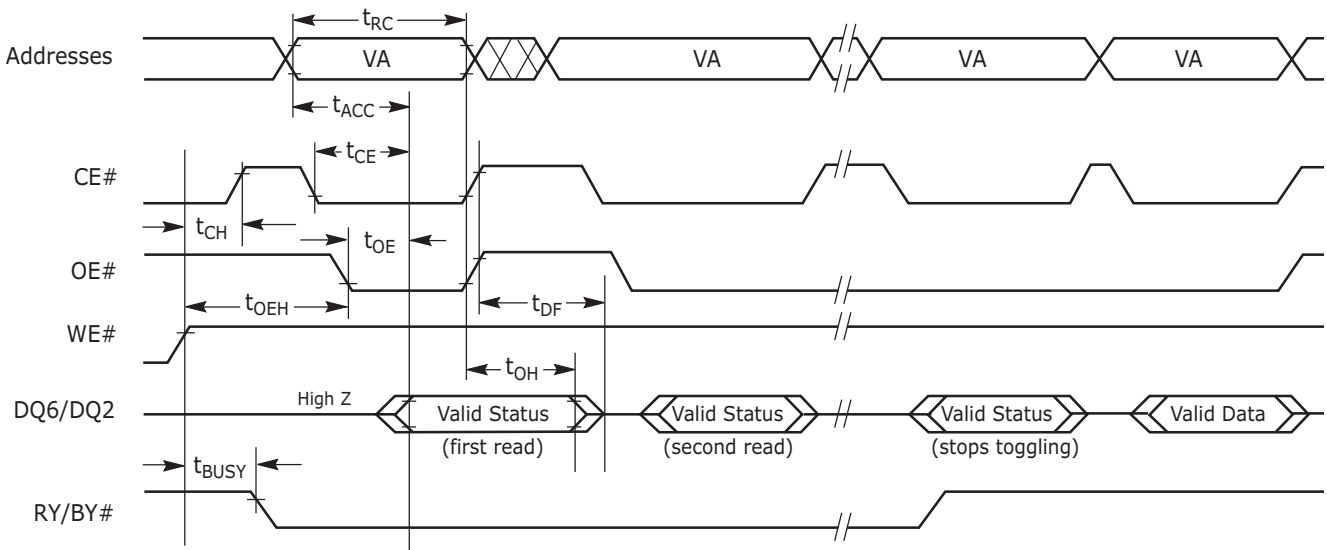 tRC
Addresses VA VA VA VA
tACC
tCE
CE#
tCH tOE
OE#
tOEH tDF
WE#
tOH
High Z
DQ6/DQ2 Valid Status Valid Status Valid Status Valid Data
(first read) (second read) (stops toggling)
tBUSY
RY/BY#